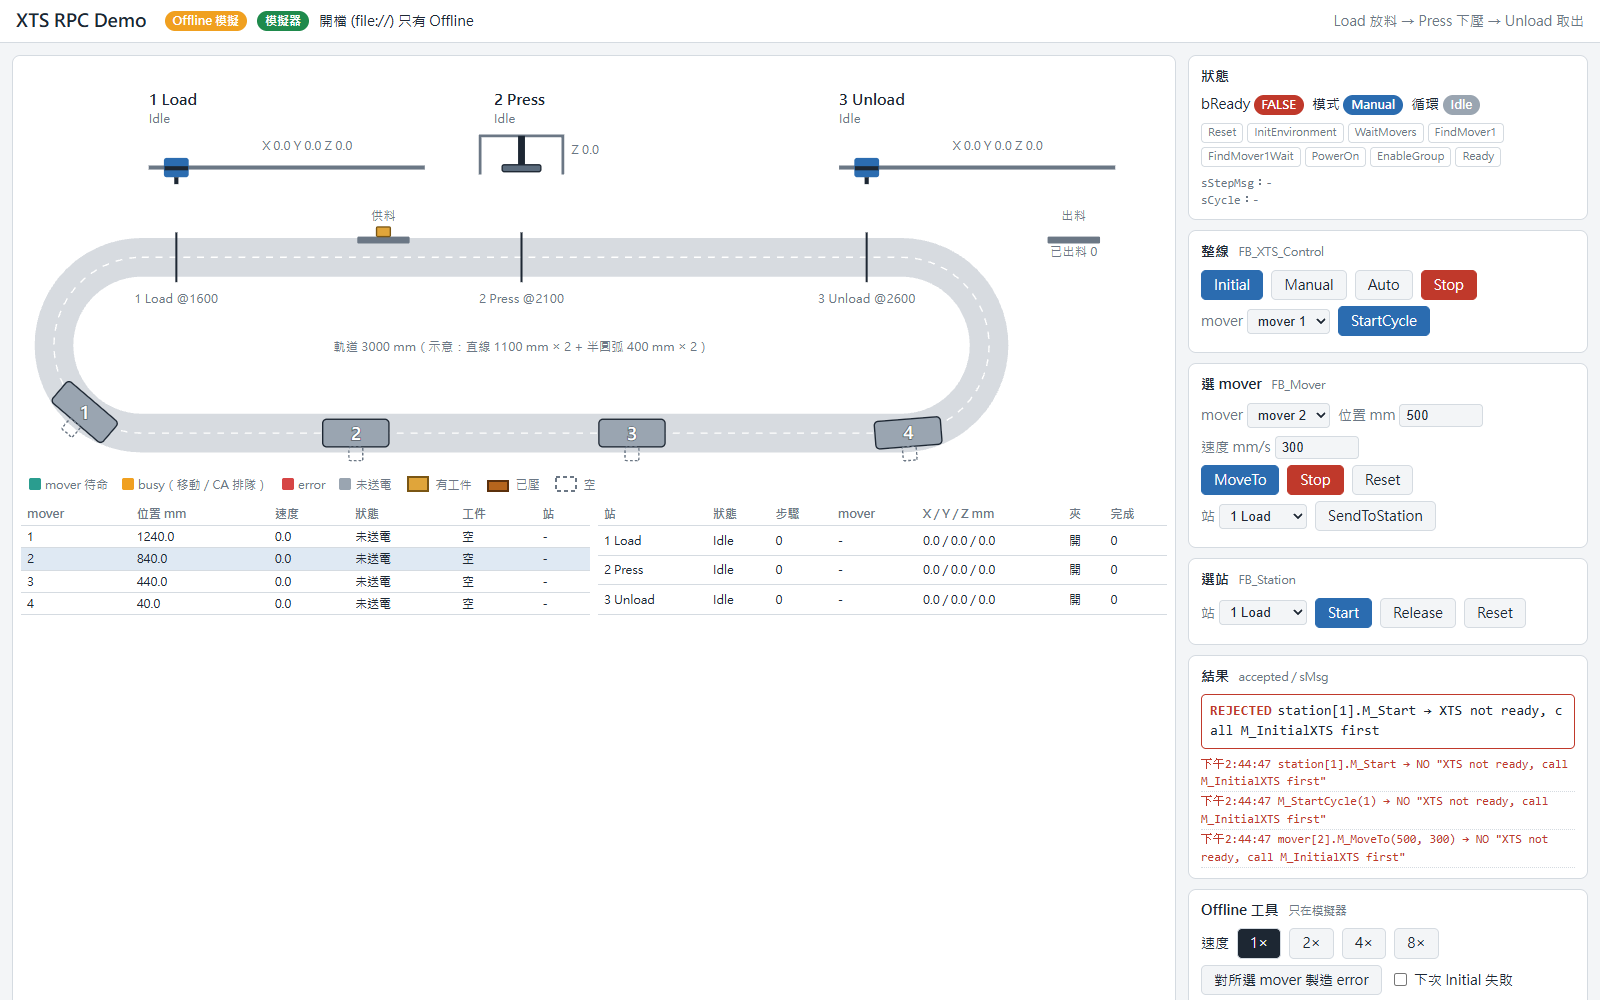 XTS RPC Demo Offline 模擬 模擬器 開檔 (file://) 只有 Offline Load 放料 → Press 下壓 → Unload 取出
1 Load
Idle
X 0.0 Y 0.0 Z 0.0
2 Press
Idle
Z 0.0
3 Unload
Idle
X 0.0 Y 0.0 Z 0.0
供料
出料
已出料 0
1 Load @1600
2 Press @2100
3 Unload @2600
軌道 3000 mm（示意：直線 1100 mm × 2 + 半圓弧 400 mm × 2）
1
2
3
4
mover 待命 busy（移動 / CA 排隊） error 未送電 有工件 已壓 空
mover 位置 mm 速度 狀態 工件 站
1 1240.0 0.0 未送電 空 -
2 840.0 0.0 未送電 空 -
3 440.0 0.0 未送電 空 -
4 40.0 0.0 未送電 空 -
站 狀態 步驟 mover X / Y / Z mm 夾 完成
1 Load Idle 0 - 0.0 / 0.0 / 0.0 開 0
2 Press Idle 0 - 0.0 / 0.0 / 0.0 開 0
3 Unload Idle 0 - 0.0 / 0.0 / 0.0 開 0
狀態
bReady FALSE 模式 Manual 循環 Idle
Reset InitEnvironment WaitMovers FindMover1
FindMover1Wait PowerOn EnableGroup Ready
sStepMsg：-
sCycle：-
整線 FB_XTS_Control
Initial Manual Auto Stop
mover mover 1 StartCycle
選 mover FB_Mover
mover mover 2 位置 mm 500
速度 mm/s 300
MoveTo Stop Reset
站 1 Load SendToStation
選站 FB_Station
站 1 Load Start Release Reset
結果 accepted / sMsg
REJECTED station[1].M_Start → XTS not ready, c
all M_InitialXTS first
下午2:44:47 station[1].M_Start → NO "XTS not ready, call
M_InitialXTS first"
下午2:44:47 M_StartCycle(1) → NO "XTS not ready, call
M_InitialXTS first"
下午2:44:47 mover[2].M_MoveTo(500, 300) → NO "XTS not
ready, call M_InitialXTS first"
Offline 工具 只在模擬器
速度 1× 2× 4× 8×
對所選 mover 製造 error 下次 Initial 失敗